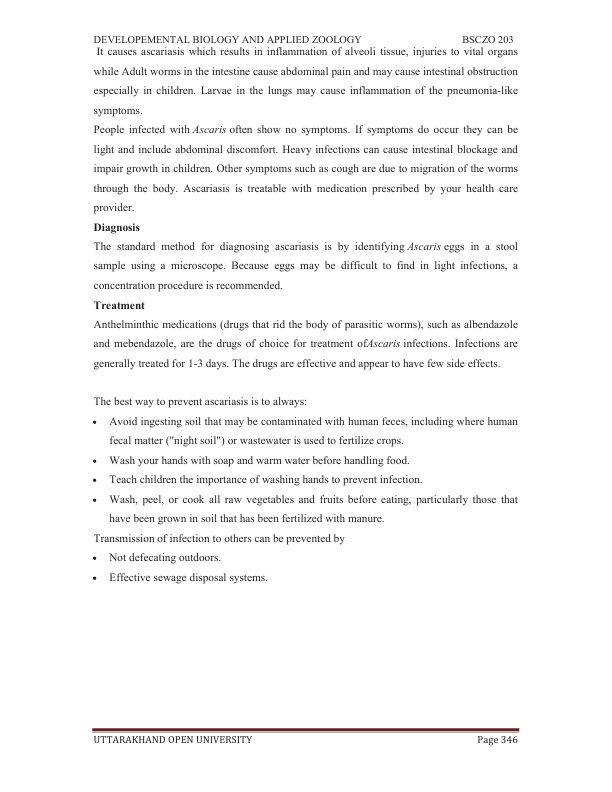 DEVELOPEMENTAL BIOLOGY AND APPLIED ZOOLOGY BSCZO 203
It causes ascariasis which results in inflammation of alveoli tissue, injuries to vital organs
while Adult worms in the intestine cause abdominal pain and may cause intestinal obstruction
especially in children. Larvae in the lungs may cause inflammation of the pneumonia-like
symptoms.
People infected with Ascaris often show no symptoms. If symptoms do occur they can be
light and include abdominal discomfort. Heavy infections can cause intestinal blockage and
impair growth in children. Other symptoms such as cough are due to migration of the worms
through the body. Ascariasis is treatable with medication prescribed by your health care
provider.
Diagnosis
The standard method for diagnosing ascariasis is by identifying Ascaris eggs in a stool
sample using a microscope. Because eggs may be difficult to find in light infections, a
concentration procedure is recommended.
Treatment
Anthelminthic medications (drugs that rid the body of parasitic worms), such as albendazole
and mebendazole, are the drugs of choice for treatment ofAscaris infections. Infections are
generally treated for 1-3 days. The drugs are effective and appear to have few side effects.
The best way to prevent ascariasis is to always:
• Avoid ingesting soil that may be contaminated with human feces, including where human
fecal matter ("night soil") or wastewater is used to fertilize crops.
• Wash your hands with soap and warm water before handling food.
• Teach children the importance of washing hands to prevent infection.
• Wash, peel, or cook all raw vegetables and fruits before eating, particularly those that
have been grown in soil that has been fertilized with manure.
Transmission of infection to others can be prevented by
• Not defecating outdoors.
• Effective sewage disposal systems.
UTTARAKHAND OPEN UNIVERSITY Page 346